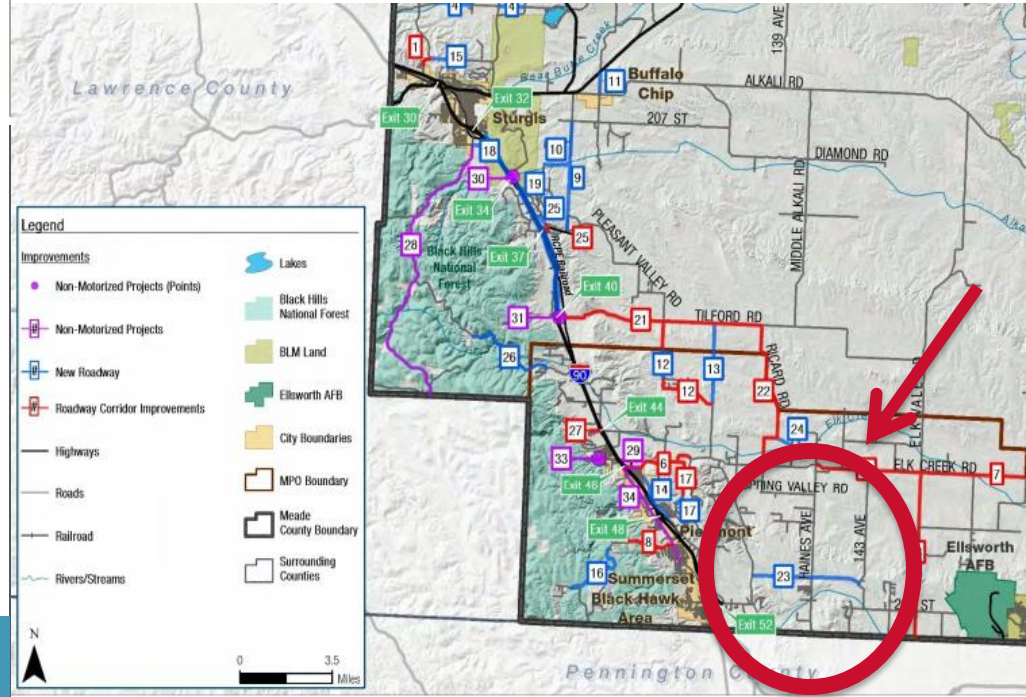 4
4
139 AVE
1
15
Bear Butte Creek
Lawrence County
11
Buffalo
Chip
ALKALI RD
Exit 32
Exit 30
Sturgis
207 ST
18
10
DIAMOND RD
30
19
9
Exit 34
25
PLEASANT VALLEY RD
MIDDLE ALKALI RD
25
28
Black Hills
National
Forest
Exit 37
RCPE Railroad
Exit 40
31
21
TILFORD RD
26
90
12
13
RICARD RD
12
22
Exit 44
24
27
29
33
6
ELK CREEK RD
7
Exit 46
17
14
34
17
Exit 48
Piedmont
HAINES AVE
143 AVE
8
Ellsworth
AFB
16
Summerset
23
Black Hawk
Area
ST
Exit 52
Pennington County
Legend
Improvements
Non-Motorized Projects (Points)
# Non-Motorized Projects
# New Roadway
# Roadway Corridor Improvements
Highways
Roads
Railroad
Rivers/Streams
Lakes
Black Hills
National Forest
BLM Land
Ellsworth AFB
City Boundaries
MPO Boundary
Meade
County Boundary
Surrounding
Counties
N
0 3.5
Miles